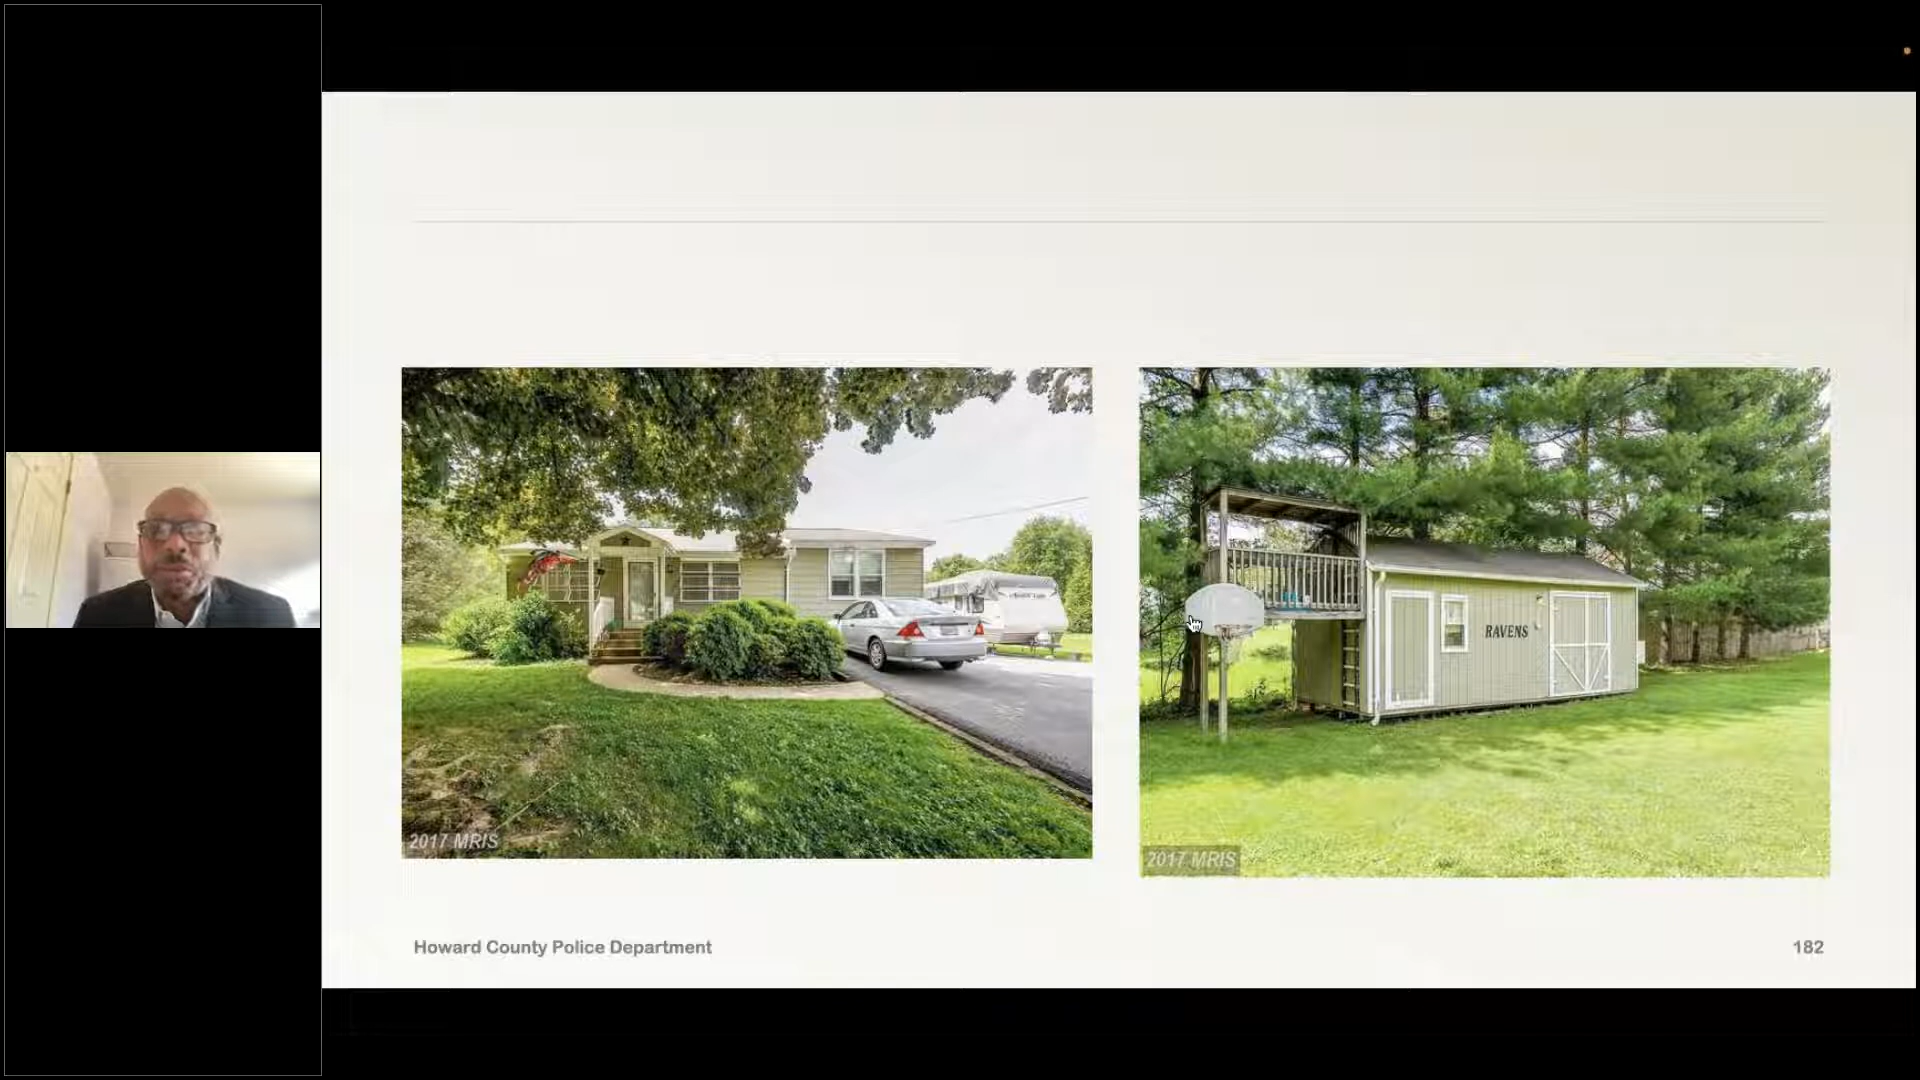 RAVENS
2017 MRIS
2017 MRIS
Howard County Police Department
182